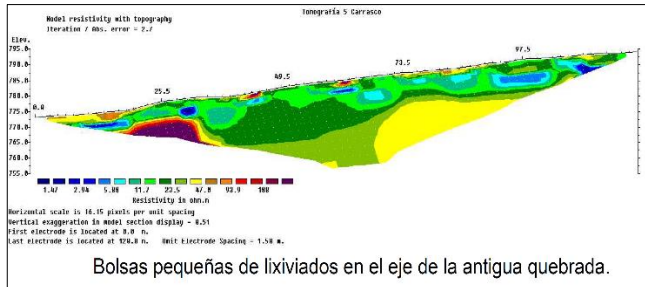 Tomografía 5 Carrasco
Model resistivity with topography
Iteration / Abs. error = 2.7
Elev.
795.0
790.0
785.0
780.0
775.0
770.0
765.0
760.0
755.0
0.0
25.5
49.5
73.5
97.5
1.47 2.94 5.88 11.7 23.5 47.0 93.9 188
Resistivity in ohm.m
Horizontal scale is 16.15 pixels per unit spacing
Vertical exaggeration in model section display = 0.51
First electrode is located at 0.0 m.
Last electrode is located at 120.0 m. Unit Electrode Spacing = 1.50 m.
Bolsas pequeñas de lixiviados en el eje de la antigua quebrada.